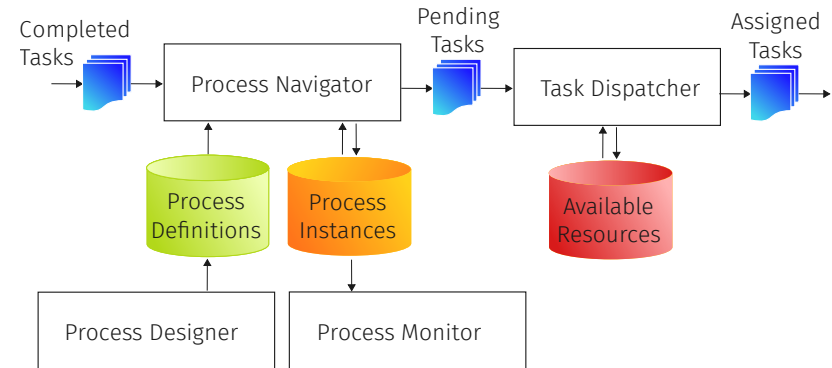 Completed
Tasks
Process Navigator
Pending
Tasks
Task Dispatcher
Assigned
Tasks
Process
Definitions
Process
Instances
Available
Resources
Process Designer
Process Monitor